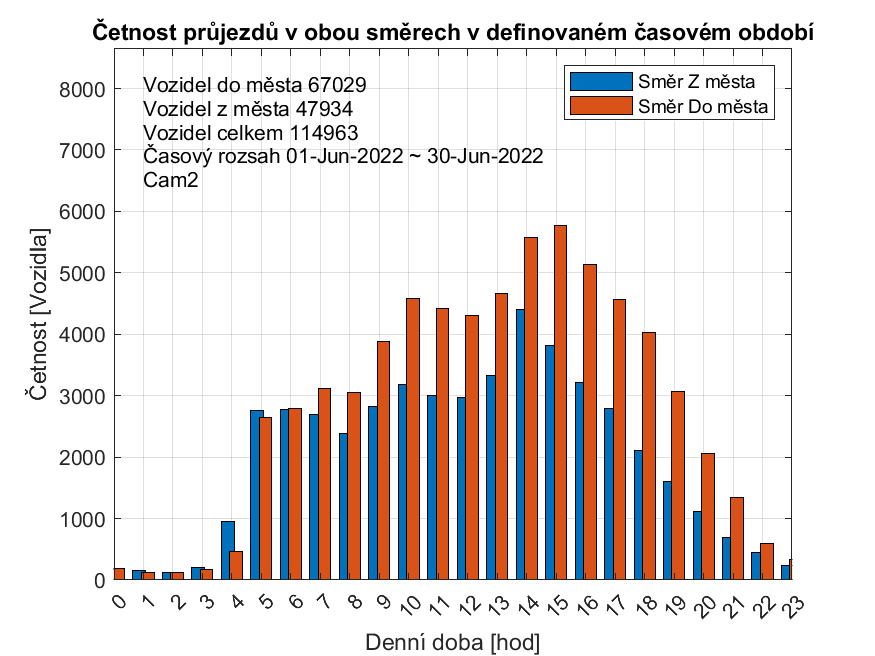 Četnost průjezdů v obou směrech v definovaném časovém období
Vozidel do města 67029
Vozidel z města 47934
Vozidel celkem 114963
Časový rozsah 01-Jun-2022 ~ 30-Jun-2022
Cam2
Směr Z města
Směr Do města
Četnost [Vozidla]
8000
7000
6000
5000
4000
3000
2000
1000
0
0 1 2 3 4 5 6 7 8 9 10 11 12 13 14 15 16 17 18 19 20 21 22 23
Denní doba [hod]